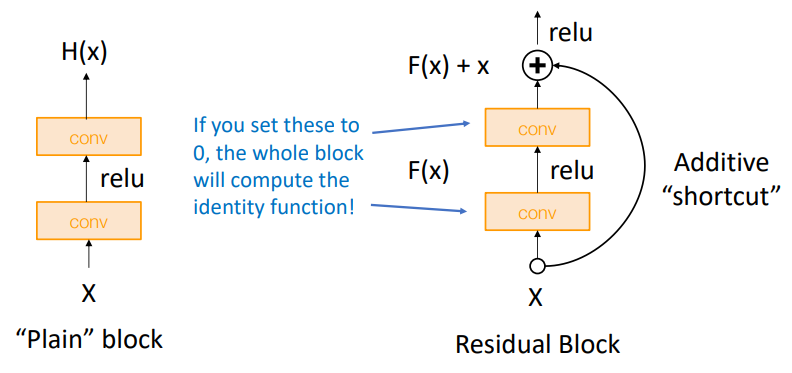 H(x)
conv
relu
conv
X
"Plain" block
If you set these to
0, the whole block
will compute the
identity function!
relu
F(x) + x
conv
F(x)
relu
conv
X
Additive
"shortcut"
Residual Block